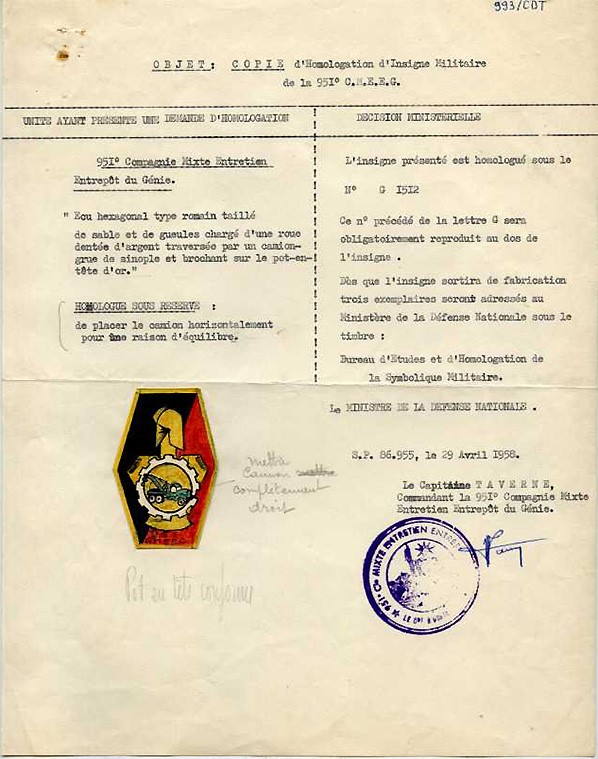 993/CDT
OBJET: COPIE d'Homologation d'Insigne Militaire
de la 951° C.M.E.E.G.
UNITE AYANT PRESENTE UNE DEMANDE D'HOMOLOGATION
951° Compagnie Mixte Entretien
Entrepôt du Génie.
" Ecu hexagonal type romain taillé
de sable et de gueules chargé d'une roue
dentée d'argent traversée par un camion-
grue de sinople et brochant sur le pot-en-
tête d'or."
HOMOLOGUE SOUS RESERVE :
de placer le camion horizontalement
pour une raison d'équilibre.
DECISION MINISTERIELLE
L'insigne présenté est homologué sous le
N° G 1512
Ce n° précédé de la lettre G sera
obligatoirement reproduit au dos de
l'insigne .
Dès que l'insigne sortira de fabrication
trois exemplaires seront adressés au
Ministère de la Défense Nationale sous le
timbre :
Bureau d'Etudes et d'Homologation de
la Symbolique Militaire.
Le MINISTRE DE LA DEFENSE NATIONALE .
S.P. 86.955, le 29 Avril 1958.
Le Capitaine TAVERNE,
Commandant la 951° Compagnie Mixte
Entretien Entrepôt du Génie.
mettre
camion mettre
complètement
droit
Pot en tête conforme
951° Cie MIXTE ENTRETIEN ENTREP